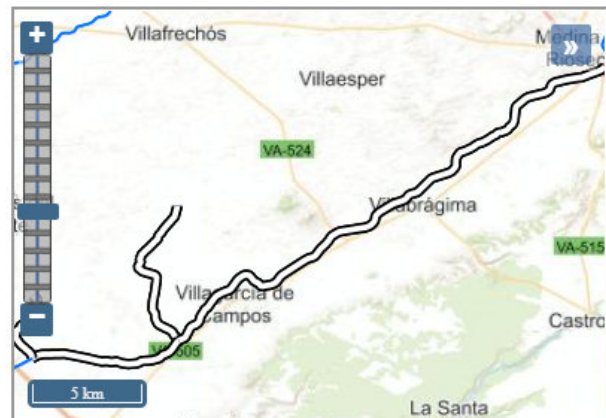 Villafrechós
Medina
Rioseco
»
Villaesper
VA-524
Villabrágima
VA-515
Villagarcía de
Campos
Castro
VA-505
5 km
La Santa